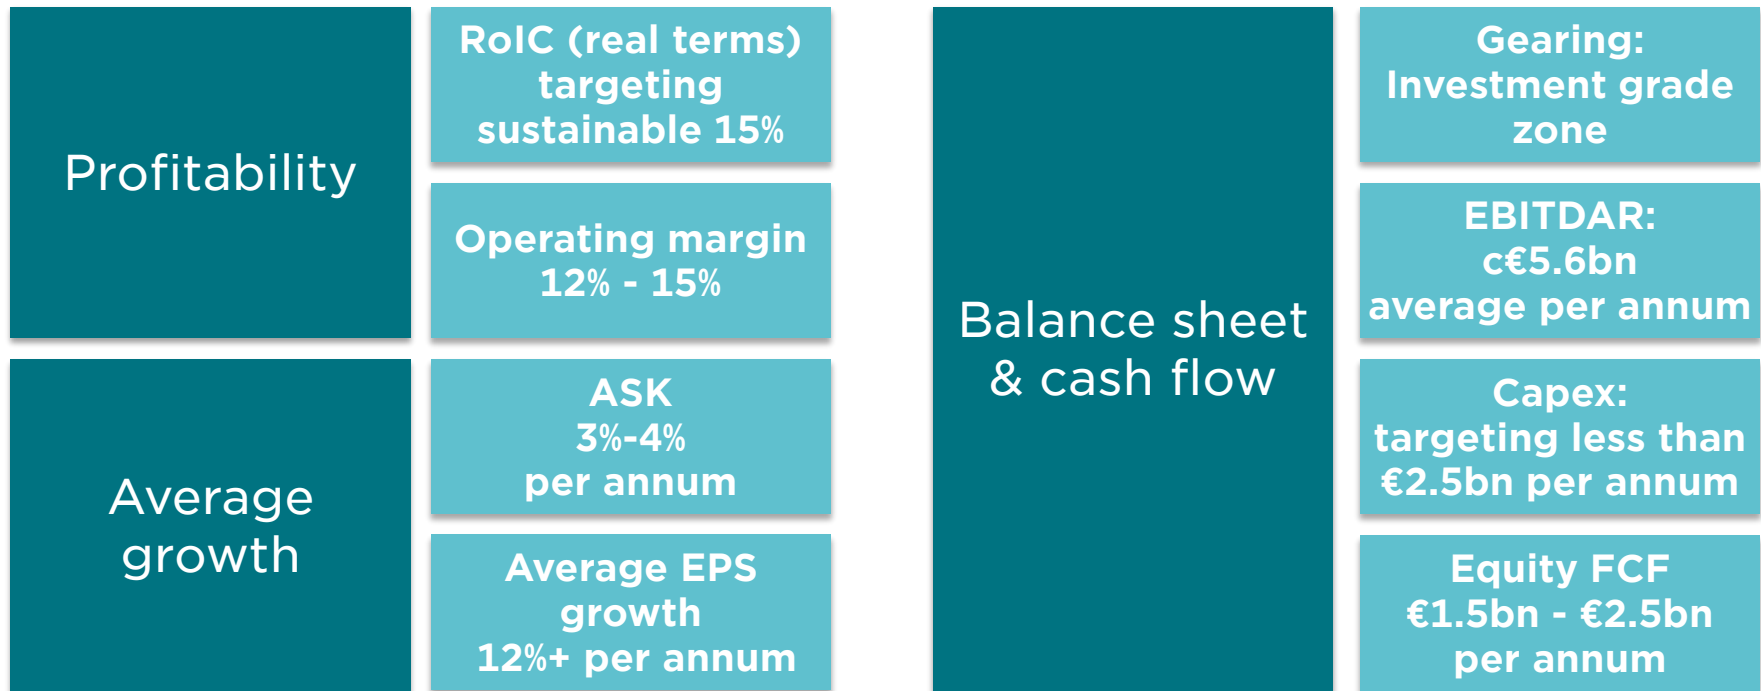 Profitability
RoIC (real terms)
targeting
sustainable 15%
Operating margin
12% - 15%
Average
growth
ASK
3%-4%
per annum
Average EPS
growth
12%+ per annum
Balance sheet
& cash flow
Gearing:
Investment grade
zone
EBITDAR:
c€5.6bn
average per annum
Capex:
targeting less than
€2.5bn per annum
Equity FCF
€1.5bn - €2.5bn
per annum